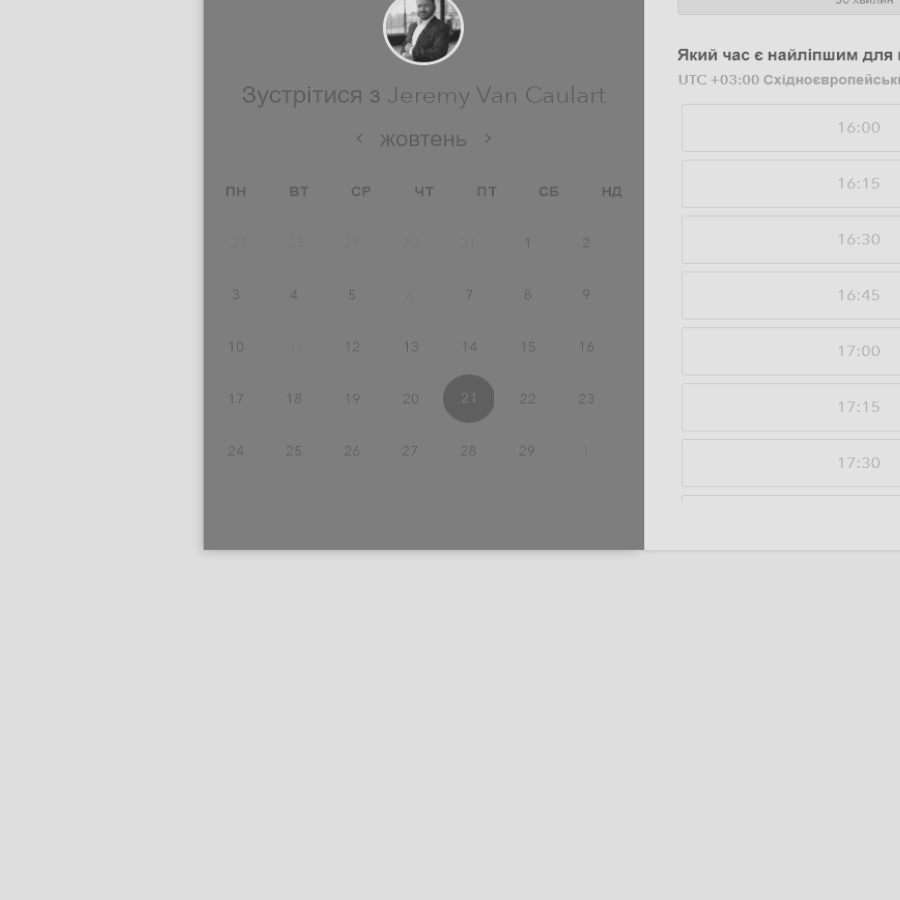 30 хвилин
Який час є найліпшим для
UTC +03:00
Зустрітися з Jeremy Van Caulart
жовтень
ПН ВТ СР ЧТ ПТ СБ НД
27 28 29 30 31 1 2
3 4 5 6 7 8 9
10 11 12 13 14 15 16
17 18 19 20 21 22 23
24 25 26 27 28 29 1
16:00
16:15
16:30
16:45
17:00
17:15
17:30